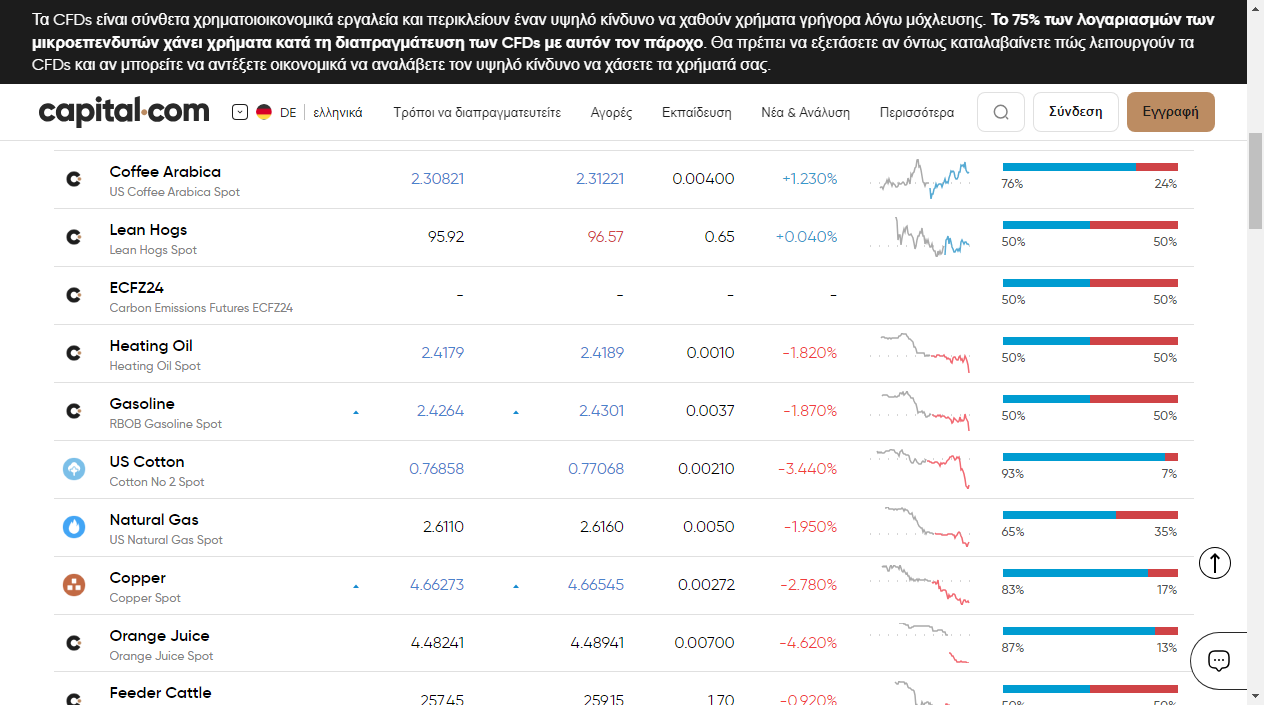 Τα CFDs είναι σύνθετα χρηματοιοικονομικά εργαλεία και περικλείουν έναν υψηλό κίνδυνο να χαθούν χρήματα γρήγορα λόγω μόχλευσης. Το 75% των λογαριασμών των
μικροεπενδυτών χάνει χρήματα κατά τη διαπραγμάτευση των CFDs με αυτόν τον πάροχο. Θα πρέπει να εξετάσετε αν όντως καταλαβαίνετε πώς λειτουργούν τα
CFDs και αν μπορείτε να αντέξετε οικονομικά να αναλάβετε τον υψηλό κίνδυνο να χάσετε τα χρήματά σας.
capital.com DE ελληνικά Τρόποι να διαπραγματευτείτε Αγορές Εκπαίδευση Νέα & Ανάλυση Περισσότερα Σύνδεση Εγγραφή
Coffee Arabica 2.30821 2.31221 0.00400 +1.230%
US Coffee Arabica Spot 76% 24%
Lean Hogs 95.92 96.57 0.65 +0.040%
Lean Hogs Spot 50% 50%
ECFZ24 - - - -
Carbon Emissions Futures ECFZ24 50% 50%
Heating Oil 2.4179 2.4189 0.0010 -1.820%
Heating Oil Spot 50% 50%
Gasoline 2.4264 2.4301 0.0037 -1.870%
RBOB Gasoline Spot 50% 50%
US Cotton 0.76858 0.77068 0.00210 -3.440%
Cotton No 2 Spot 93% 7%
Natural Gas 2.6110 2.6160 0.0050 -1.950%
US Natural Gas Spot 65% 35%
Copper 4.66273 4.66545 0.00272 -2.780%
Copper Spot 83% 17%
Orange Juice 4.48241 4.48941 0.00700 -4.620%
Orange Juice Spot 87% 13%
Feeder Cattle 257.45 259.15 1.70 -0.920%
50% 50%